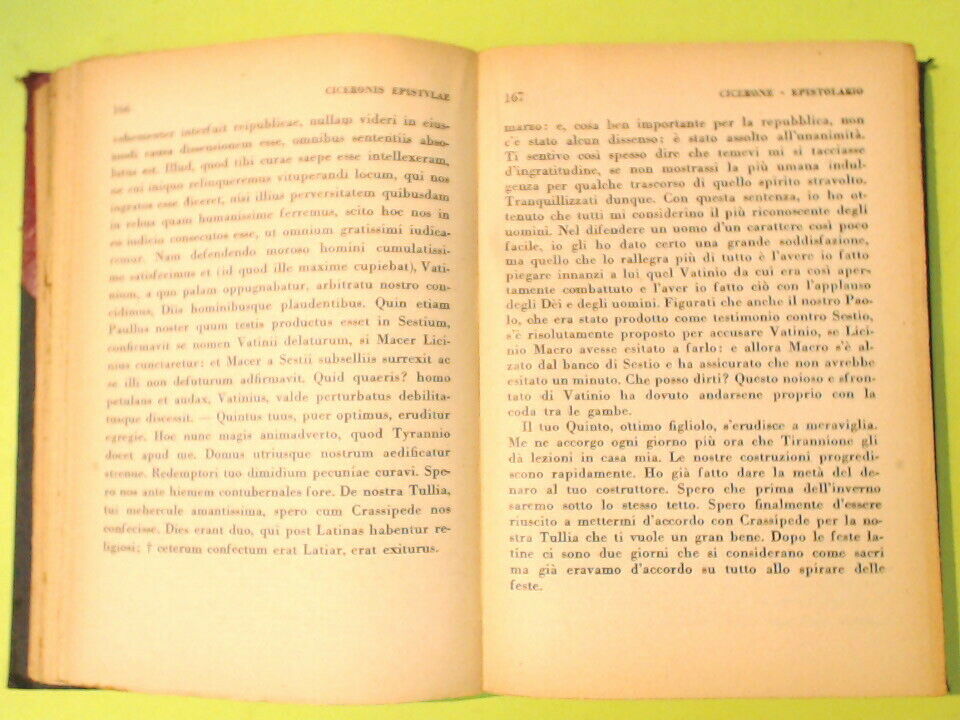 166
CICERONIS EPISTVLAE
vehementer interfuit reipublicae, nullam videri in eius-
modi causa dissensionem esse, omnibus sententiis abso-
lutus est. Illud, quod tibi curae saepe esse intellexeram,
ne cui iniquo relinqueremus vituperandi locum, qui nos
ingratos esse diceret, nisi illius perversitatem quibusdam
in rebus quam humanissime ferremus, scito hoc nos in
eo iudicio consecutos esse, ut omnium gratissimi iudica-
remur. Nam defendendo moroso homini cumulatissi-
me satisfecimus et (id quod ille maxime cupiebat), Vati-
nium, a quo palam oppugnabatur, arbitratu nostro con-
cidimus, Diis hominibusque plaudentibus. Quin etiam
Paullus noster quum testis productus esset in Sestium,
confirmavit se nomen Vatinii delaturum, si Macer Lici-
nius cunctaretur: et Macer a Sestii subselliis surrexit ac
se illi non defuturum adfirmavit. Quid quaeris? homo
petulans et audax, Vatinius, valde perturbatus debilita-
tusque discessit. — Quintus tuus, puer optimus, eruditur
egregie. Hoc nunc magis animadverto, quod Tyrannio
docet apud me. Domus utriusque nostrum aedificatur
strenue. Redemptori tuo dimidium pecuniae curavi. Spe-
ro nos ante hiemem contubernales fore. De nostra Tullia,
tui mehercule amantissima, spero cum Crassipede nos
confecisse. Dies erant duo, qui post Latinas habentur re-
ligiosi; † ceterum confectum erat Latiar, erat exiturus.
167
CICERONE - EPISTOLARIO
marzo: e, cosa ben importante per la repubblica, non
c'è stato alcun dissenso; è stato assolto all'unanimità.
Ti sentivo così spesso dire che temevi mi si tacciasse
d'ingratitudine, se non mostrassi la più umana indul-
genza per qualche trascorso di quello spirito stravolto.
Tranquillizzati dunque. Con questa sentenza, io ho ot-
tenuto che tutti mi considerino il più riconoscente degli
uomini. Nel difendere un uomo d'un carattere così poco
facile, io gli ho dato certo una grande soddisfazione,
ma quello che lo rallegra più di tutto è l'avere io fatto
piegare innanzi a lui quel Vatinio da cui era così aper-
tamente combattuto e l'aver io fatto ciò con l'applauso
degli Dèi e degli uomini. Figurati che anche il nostro Pao-
lo, che era stato prodotto come testimonio contro Sestio,
s'è risolutamente proposto per accusare Vatinio, se Lici-
nio Macro avesse esitato a farlo: e allora Macro s'è al-
zato dal banco di Sestio e ha assicurato che non avrebbe
esitato un minuto. Che posso dirti? Questo noioso e sfron-
tato di Vatinio ha dovuto andarsene proprio con la
coda tra le gambe.
Il tuo Quinto, ottimo figliolo, s'erudisce a meraviglia.
Me ne accorgo ogni giorno più ora che Tirannione gli
dà lezioni in casa mia. Le nostre costruzioni progredi-
scono rapidamente. Ho già fatto dare la metà del de-
naro al tuo costruttore. Spero che prima dell'inverno
saremo sotto lo stesso tetto. Spero finalmente d'essere
riuscito a mettermi d'accordo con Crassipede per la no-
stra Tullia che ti vuole un gran bene. Dopo le feste la-
tine ci sono due giorni che si considerano come sacri
ma già eravamo d'accordo su tutto allo spirare delle
feste.